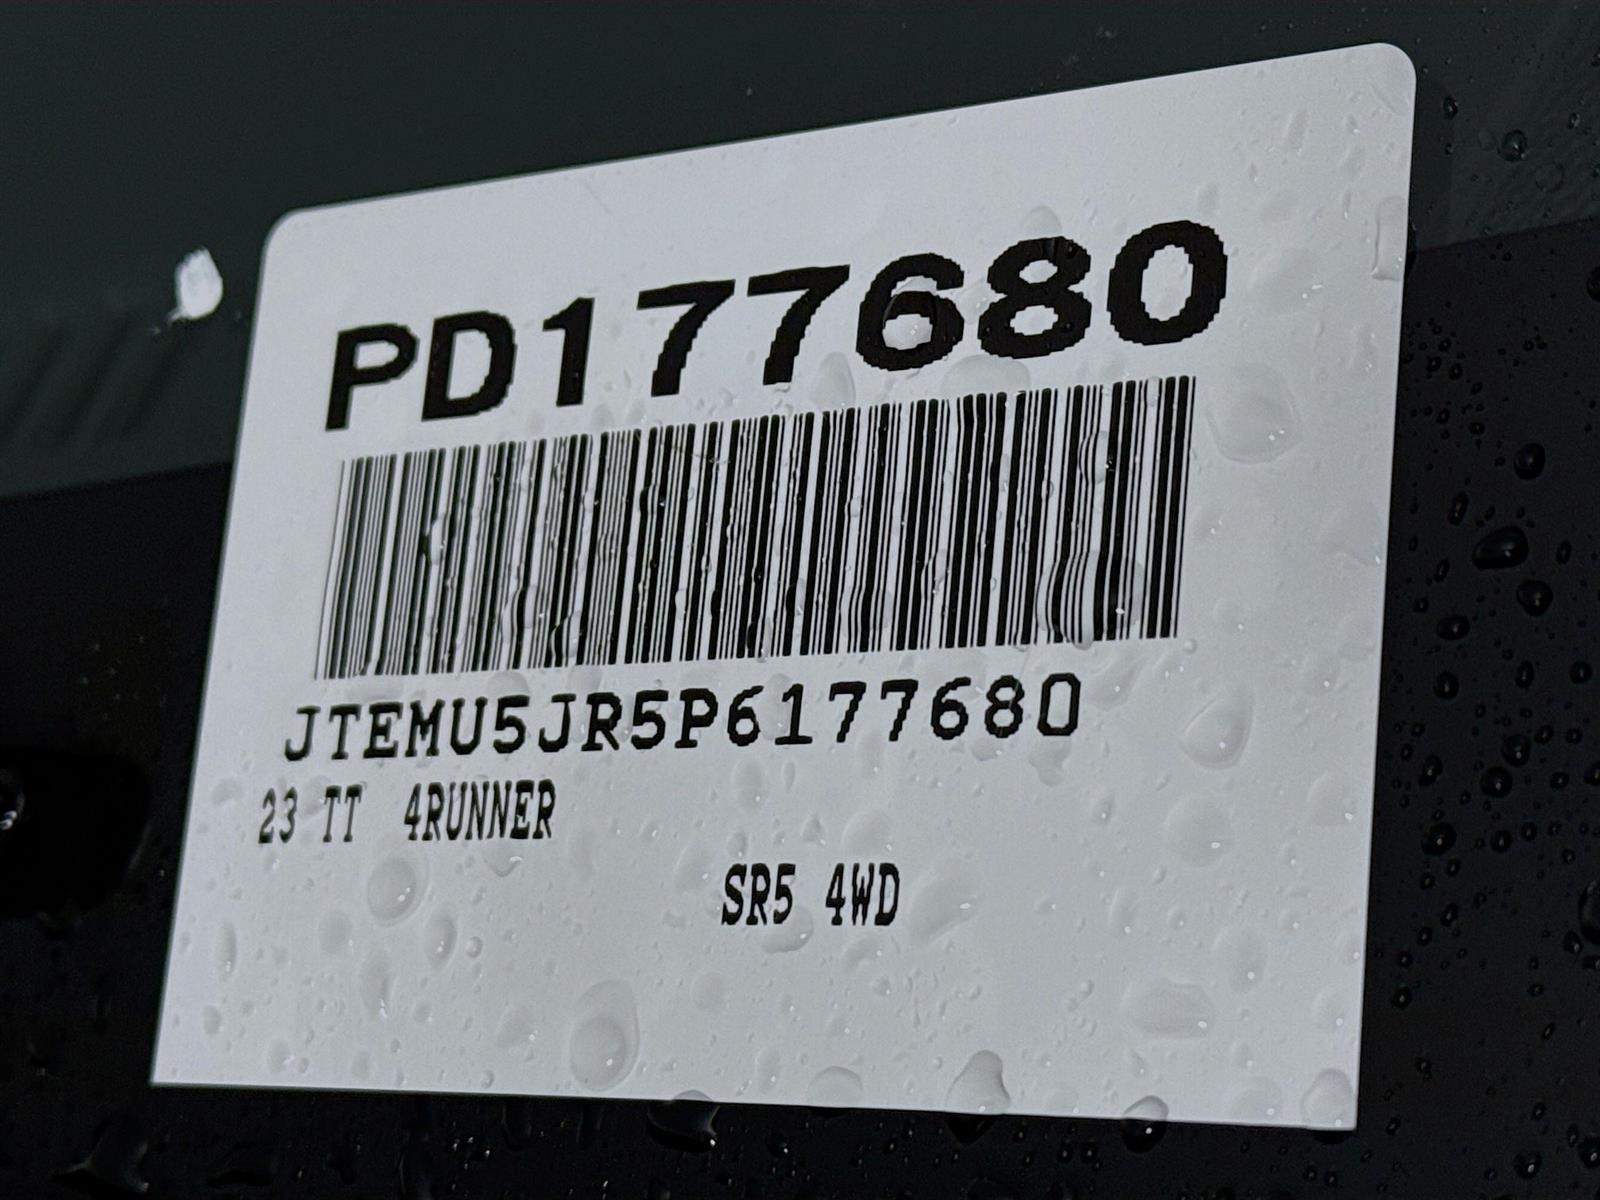 PD177680
JTEMU5JR5P6177680
23 TT 4RUNNER
SR5 4WD